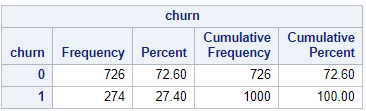 churn
churn Frequency Percent Cumulative Frequency Cumulative Percent
0 726 72.60 726 72.60
1 274 27.40 1000 100.00